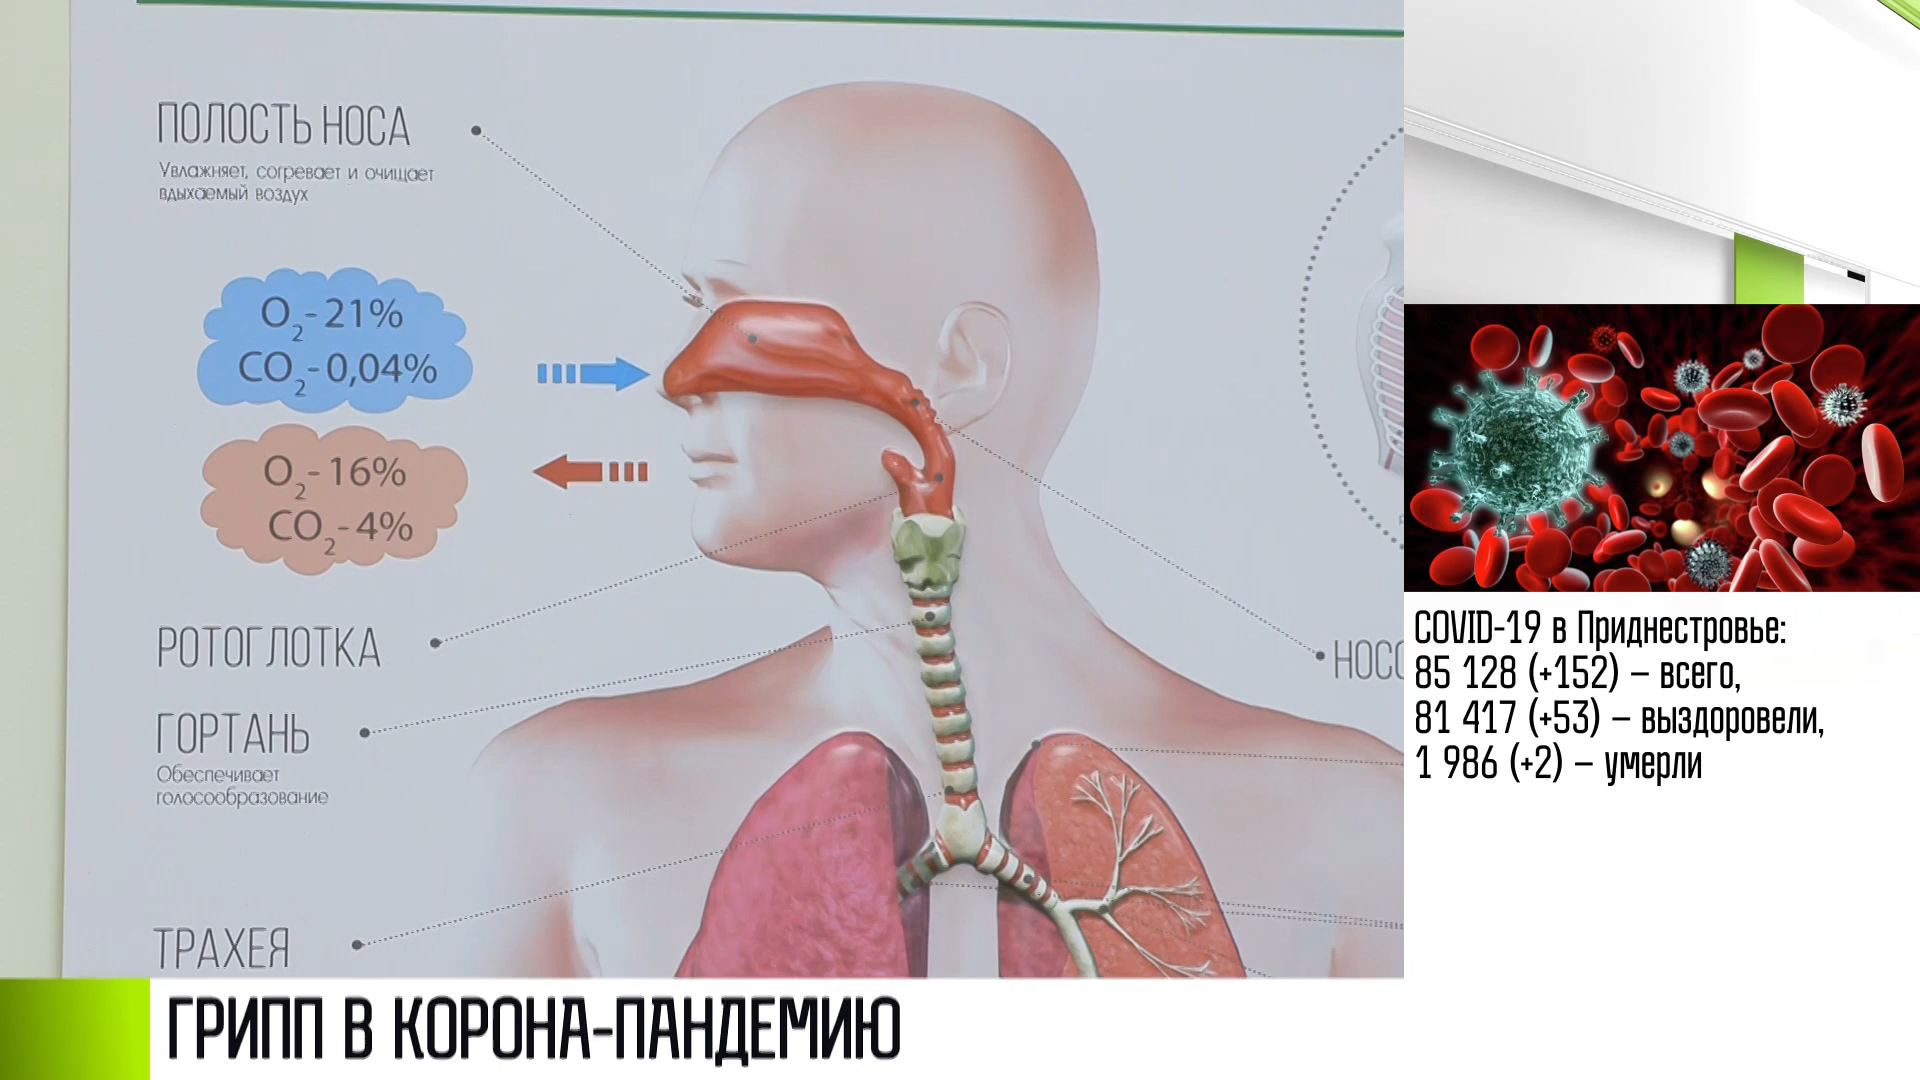 ПОЛОСТЬ НОСА
Увлажняет, согревает и очищает
вдыхаемый воздух
O2-21%
CO2-0,04%
O2-16%
CO2-4%
РОТОГЛОТКА
ГОРТАНЬ
Обеспечивает
голосообразование
ТРАХЕЯ
COVID-19 в Приднестровье:
85 128 (+152) – всего,
81 417 (+53) – выздоровели,
1 986 (+2) – умерли
ГРИПП В КОРОНА-ПАНДЕМИЮ